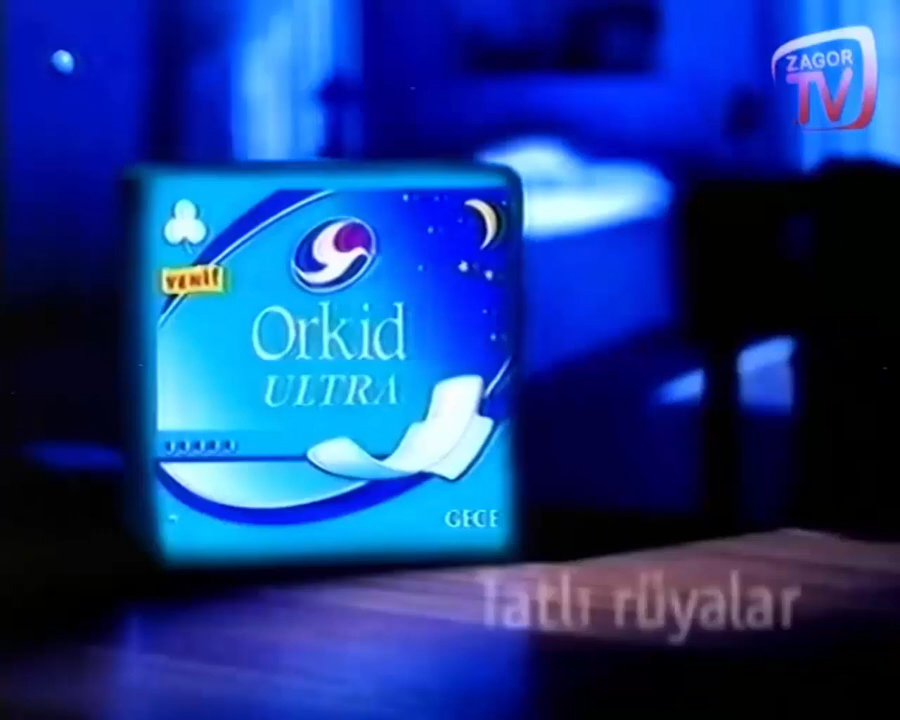 ZAGOR
TV
YENİ!
Orkid
ULTRA
GECE
Tatlı rüyalar